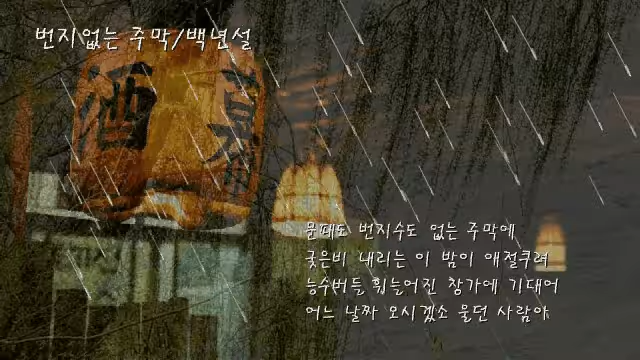 번지없는 주막/백년설
酒
문패도 번지수도 없는 주막에
궂은비 내리는 이 밤이 애절쿠려
능수버들 휘늘어진 창가에 기대어
어느 날짜 오시겠소 울던 사람아